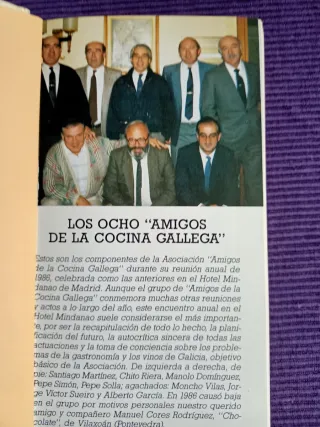 LOS OCHO “AMIGOS
DE LA COCINA GALLEGA”
Estos son los componentes de la Asociación “Amigos
de la Cocina Gallega” durante su reunión anual de
1986, celebrada como las anteriores en el Hotel Min-
danao de Madrid. Aunque el grupo de “Amigos de la
Cocina Gallega” conmemora muchas otras reuniones
y actos a lo largo del año, este encuentro anual en el
Hotel Mindanao suele considerarse el más importan-
te, por ser la recapitulación de todo lo hecho, la plani-
ficación del futuro, la autocrítica sincera de todas las
actuaciones y la toma de conciencia sobre los proble-
mas de la gastronomía y los vinos de Galicia, objetivo
básico de la Asociación. De izquierda a derecha, de
pie: Santiago Martínez, Chito Riera, Manolo Domínguez,
Pepe Simón, Pepe Solla; agachados: Moncho Vilas, Jor-
ge Víctor Sueiro y Alberto García. En 1986 causó baja
en el grupo por motivos personales nuestro querido
amigo y compañero Manuel Cores Rodríguez, “Cho-
colate”, de Vilaxoán (Pontevedra).